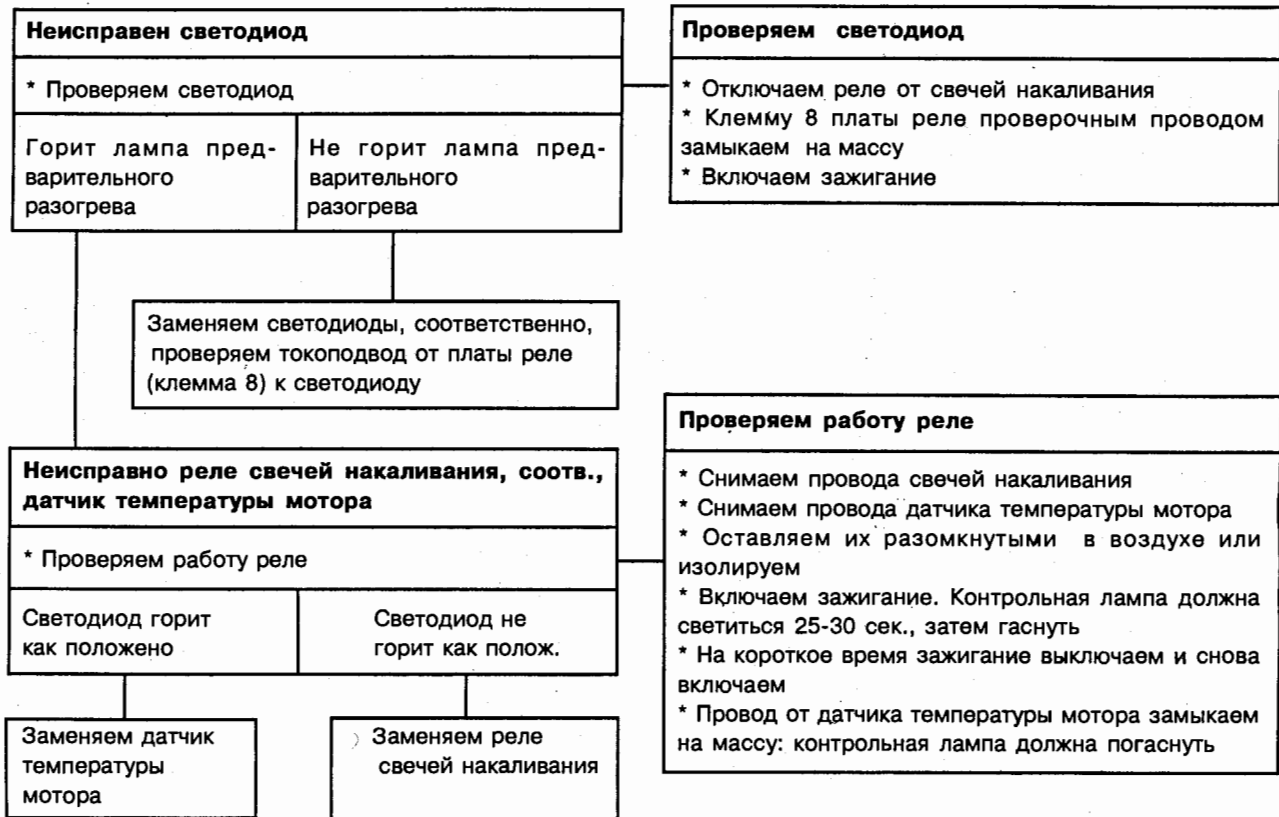 Неисправен светодиод
* Проверяем светодиод
Горит лампа пред-
варительного
разогрева
Не горит лампа пред-
варительного
разогрева
Проверяем светодиод
* Отключаем реле от свечей накаливания
* Клемму 8 платы реле проверочным проводом
замыкаем на массу
* Включаем зажигание
Заменяем светодиоды, соответственно,
проверяем токоподвод от платы реле
(клемма 8) к светодиоду
Неисправно реле свечей накаливания, соотв.,
датчик температуры мотора
* Проверяем работу реле
Светодиод горит
как положено
Светодиод не
горит как полож.
Проверяем работу реле
* Снимаем провода свечей накаливания
* Снимаем провода датчика температуры мотора
* Оставляем их разомкнутыми в воздухе или
изолируем
* Включаем зажигание. Контрольная лампа должна
светиться 25-30 сек., затем гаснуть
* На короткое время зажигание выключаем и снова
включаем
* Провод от датчика температуры мотора замыкаем
на массу: контрольная лампа должна погаснуть
Заменяем датчик
температуры
мотора
Заменяем реле
свечей накаливания